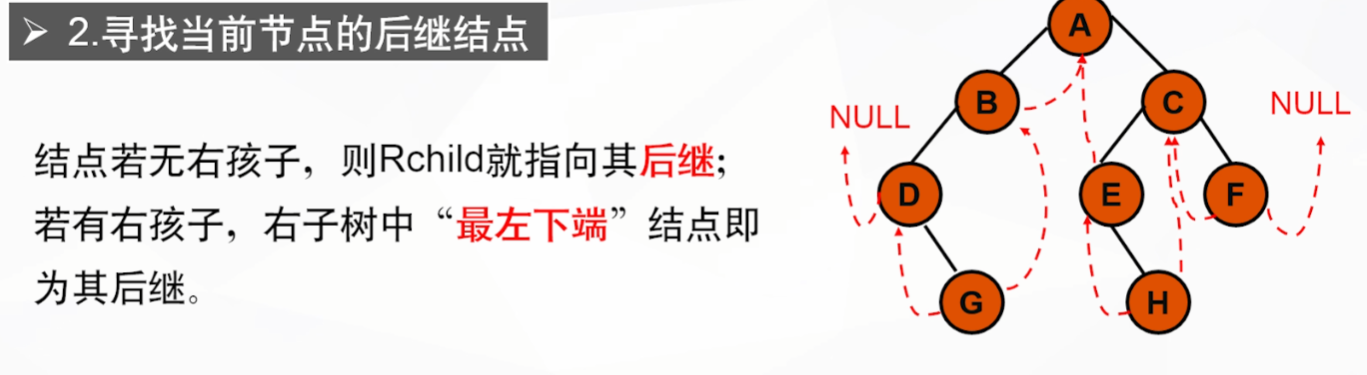 ➤ 2.寻找当前节点的后继结点
结点若无右孩子，则Rchild就指向其后继；
若有右孩子，右子树中“最左下端”结点即
为其后继。
A
B
C
NULL
NULL
D
E
F
G
H